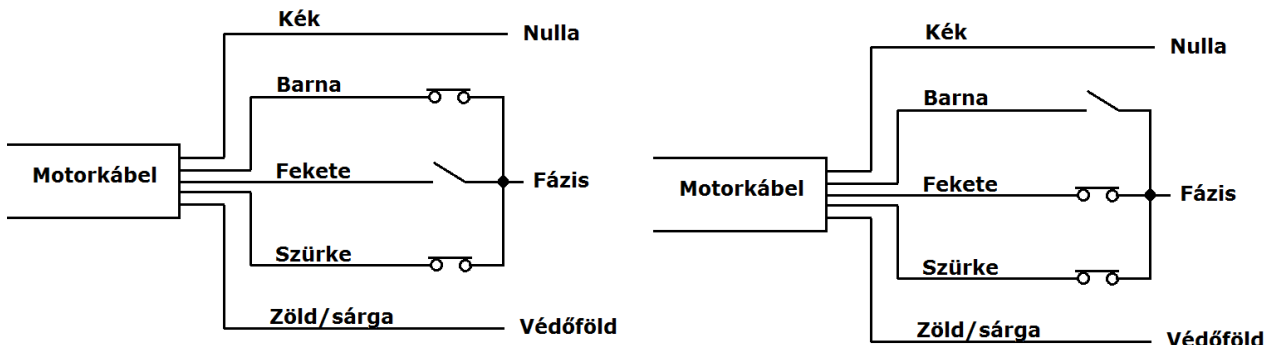 Kék
Nulla
Barna
Motorkábel
Fekete
Fázis
Szürke
Zöld/sárga
Védőföld
Kék
Nulla
Barna
Motorkábel
Fekete
Fázis
Szürke
Zöld/sárga
Védőföld